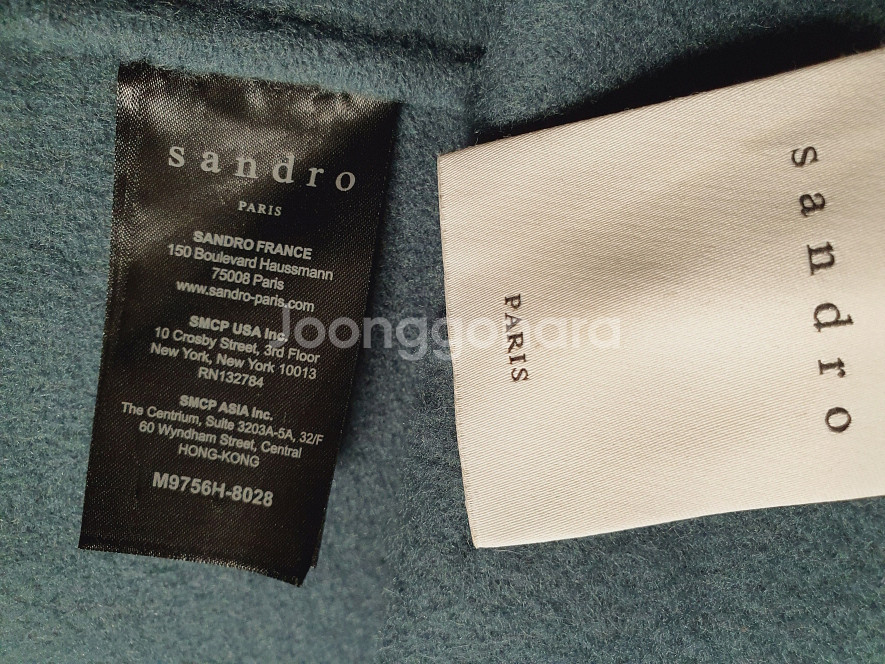 sandro
PARIS
SANDRO FRANCE
150 Boulevard Haussmann
75008 Paris
www.sandro-paris.com
SMCP USA Inc.
10 Crosby Street, 3rd Floor
New York, New York 10013
RN132784
SMCP ASIA Inc.
The Centrium, Suite 3203A-5A, 32/F
60 Wyndham Street, Central
HONG-KONG
M9756H-8028
sandro
PARIS
Joonggonara